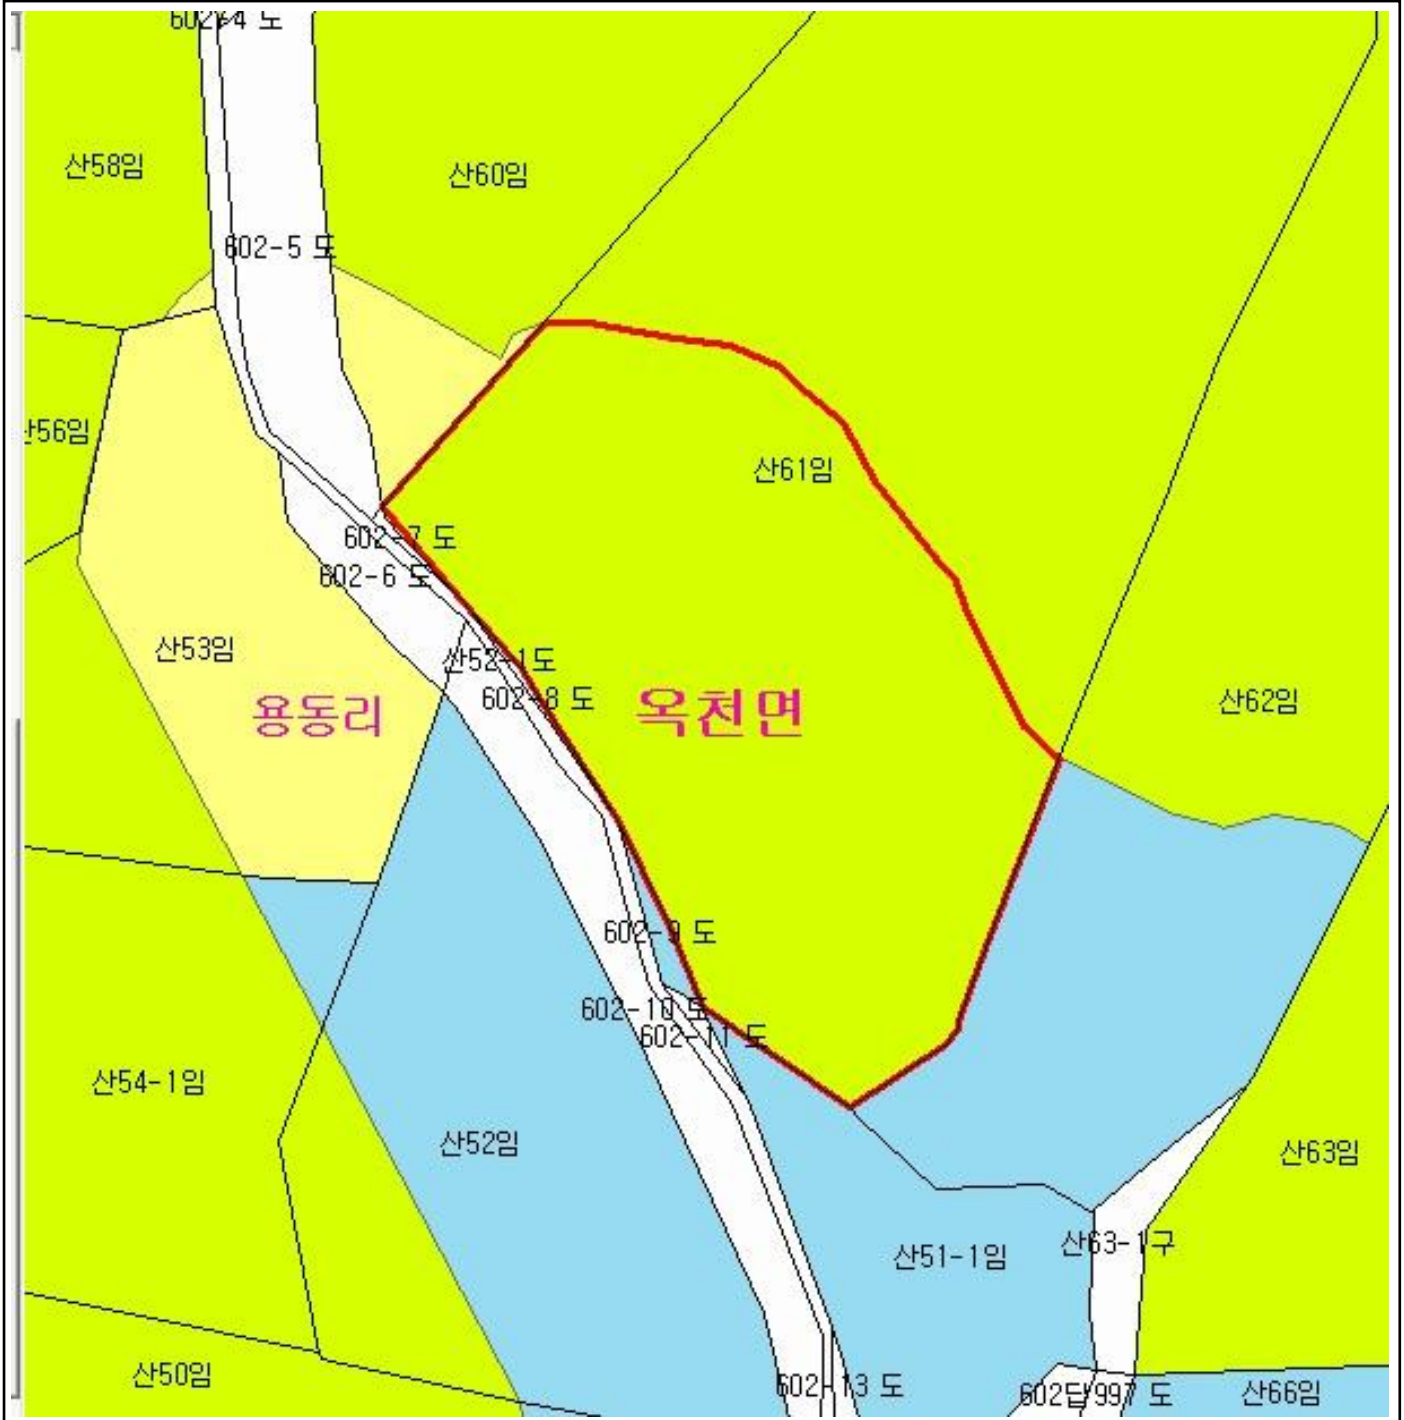 602-4 도
산58임
산60임
602-5 도
산56임
산61임
602-7 도
602-6 도
산53임
산52-1도
602-8 도
용동리
옥천면
산62임
602-9 도
602-10 도
602-11 도
산54-1임
산52임
산63임
산63-1구
산51-1임
산50임
602-13 도
602답
997 도
산66임